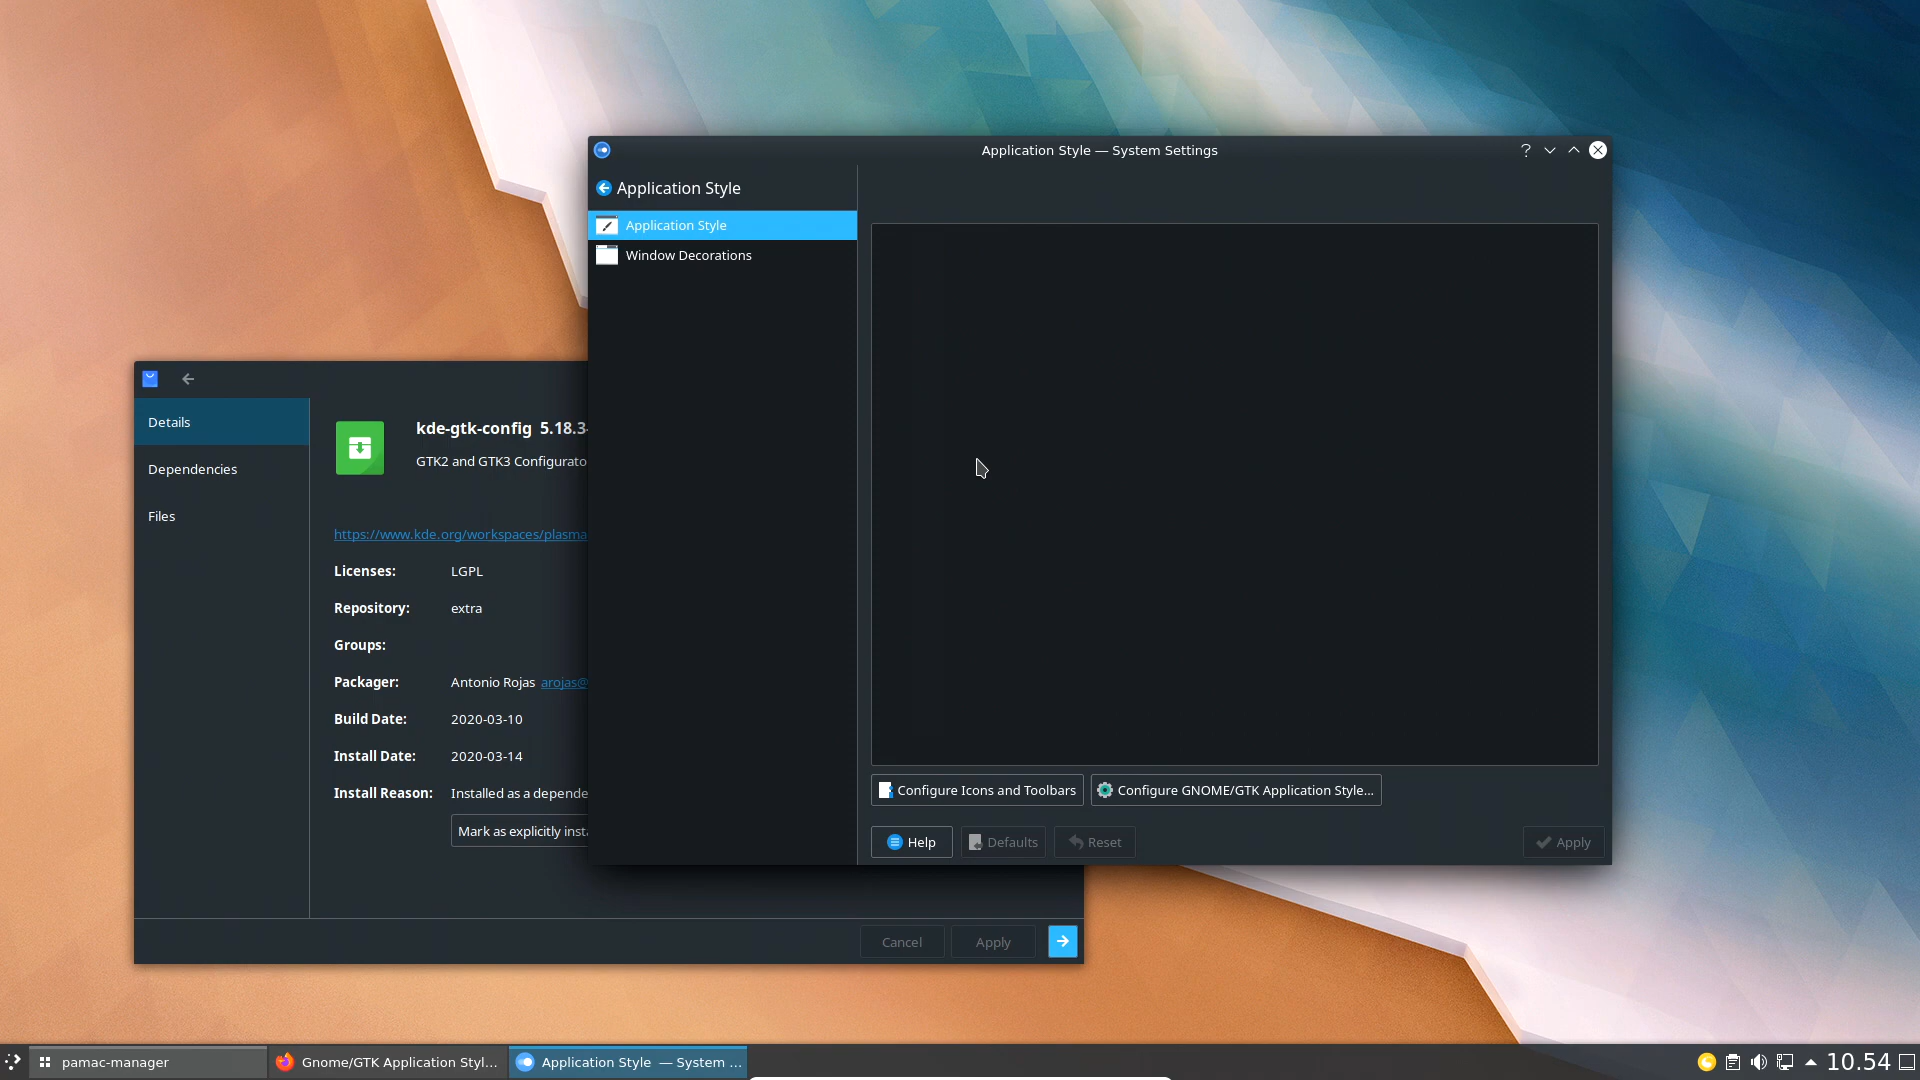 Application Style — System Settings
?
Application Style
Application Style
Window Decorations
Configure Icons and Toolbars
Configure GNOME/GTK Application Style...
Help
Defaults
Reset
Apply
Details
Dependencies
Files
kde-gtk-config 5.18.3-
GTK2 and GTK3 Configurato
https://www.kde.org/workspaces/plasma
Licenses: LGPL
Repository: extra
Groups:
Packager: Antonio Rojas arojas@
Build Date: 2020-03-10
Install Date: 2020-03-14
Install Reason: Installed as a depende
Mark as explicitly insta
Cancel
Apply
pamac-manager
Gnome/GTK Application Styl...
Application Style — System ...
10.54